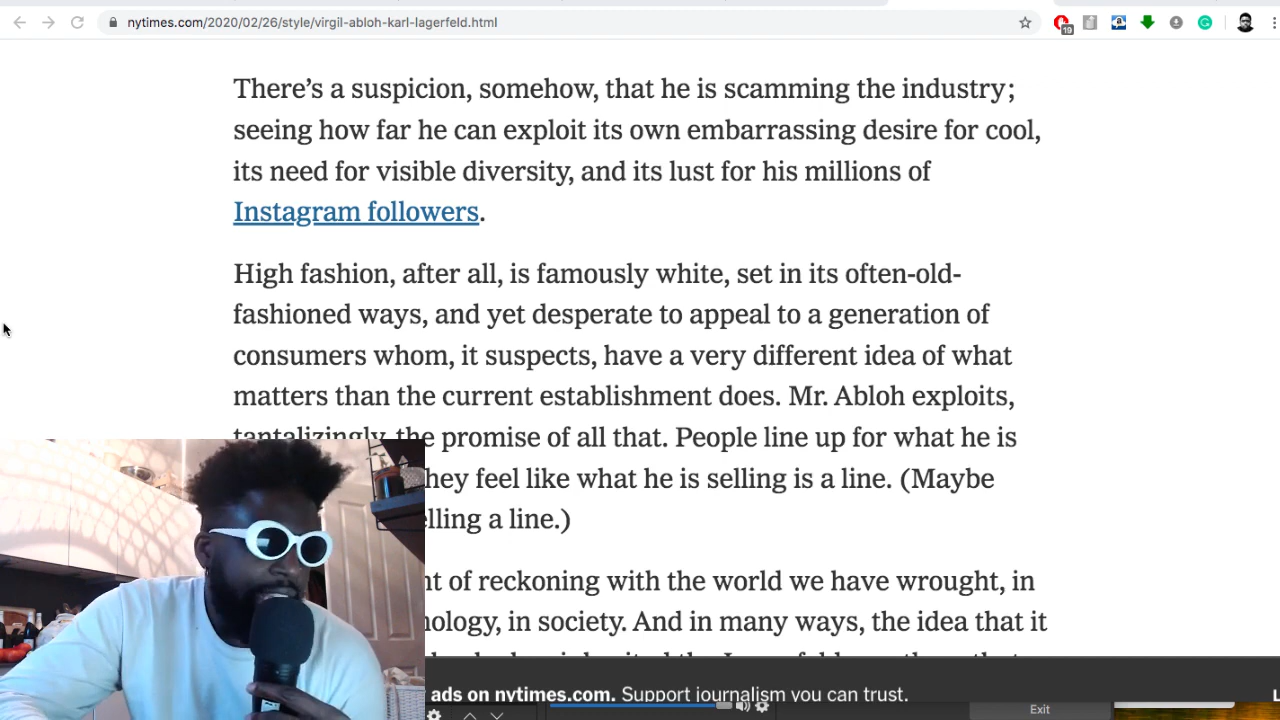 nytimes.com/2020/02/26/style/virgil-abloh-karl-lagerfeld.html
19
There's a suspicion, somehow, that he is scamming the industry;
seeing how far he can exploit its own embarrassing desire for cool,
its need for visible diversity, and its lust for his millions of
Instagram followers.
High fashion, after all, is famously white, set in its often-old-
fashioned ways, and yet desperate to appeal to a generation of
consumers whom, it suspects, have a very different idea of what
matters than the current establishment does. Mr. Abloh exploits,
tantalizingly, the promise of all that. People line up for what he is
they feel like what he is selling is a line. (Maybe
elling a line.)
nt of reckoning with the world we have wrought, in
nology, in society. And in many ways, the idea that it
ads on nytimes.com. Support journalism you can trust.
Exit